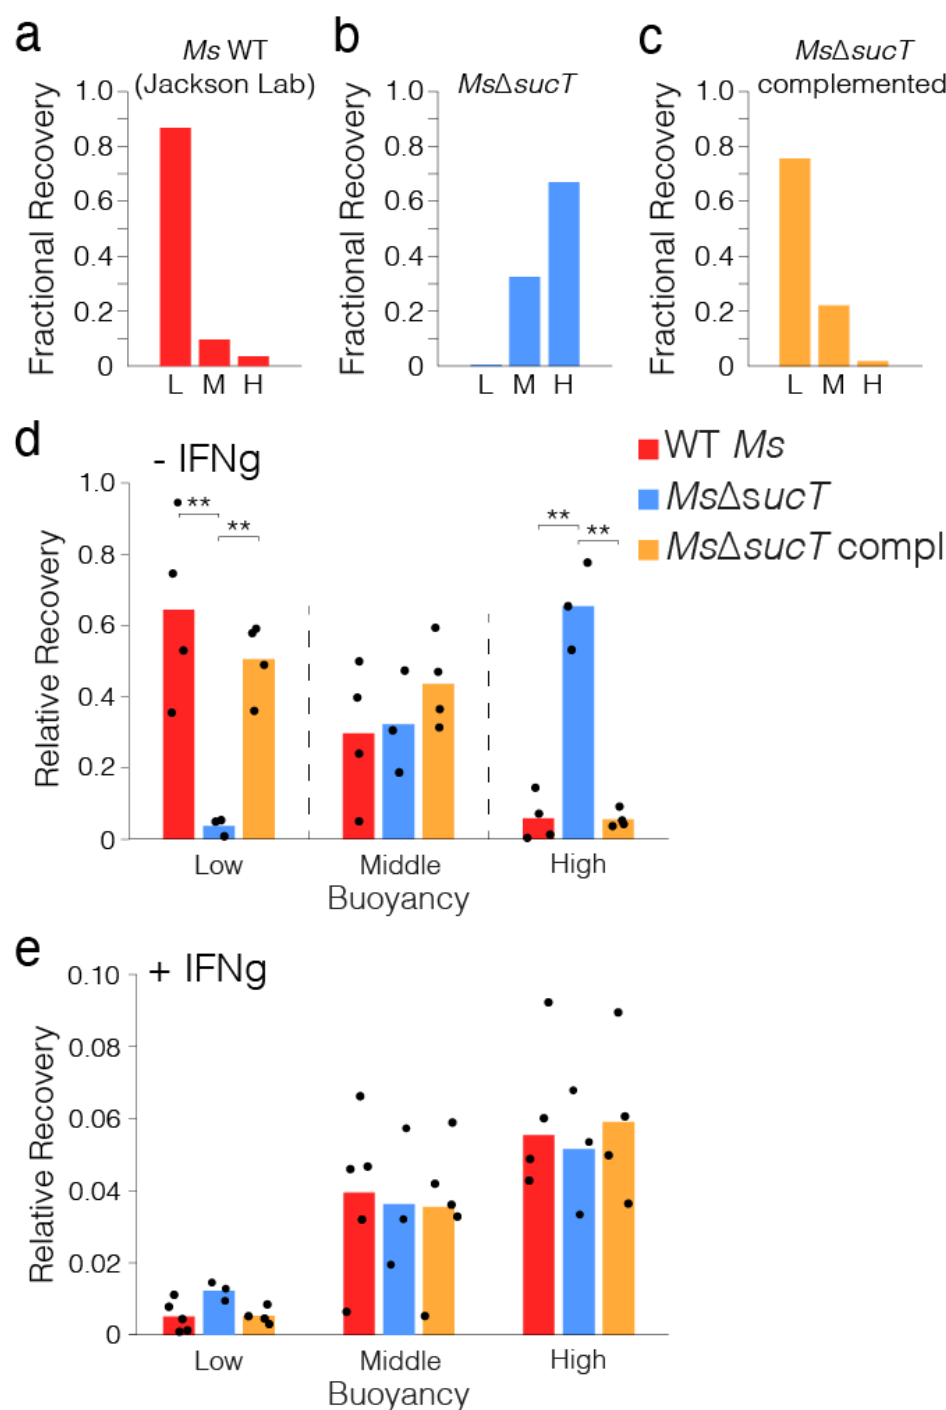 a
Ms WT
(Jackson Lab)
Fractional Recovery
1.0
0.8
0.6
0.4
0.2
0
L M H
b
MsΔsucT
Fractional Recovery
1.0
0.8
0.6
0.4
0.2
0
L M H
c
MsΔsucT
complemented
Fractional Recovery
1.0
0.8
0.6
0.4
0.2
0
L M H
d
- IFNg
WT Ms
MsΔsucT
MsΔsucT compl
Relative Recovery
1.0
0.8
0.6
0.4
0.2
0
**
**
**
**
Low Middle High
Buoyancy
e
+ IFNg
Relative Recovery
0.10
0.08
0.06
0.04
0.02
0
Low Middle High
Buoyancy